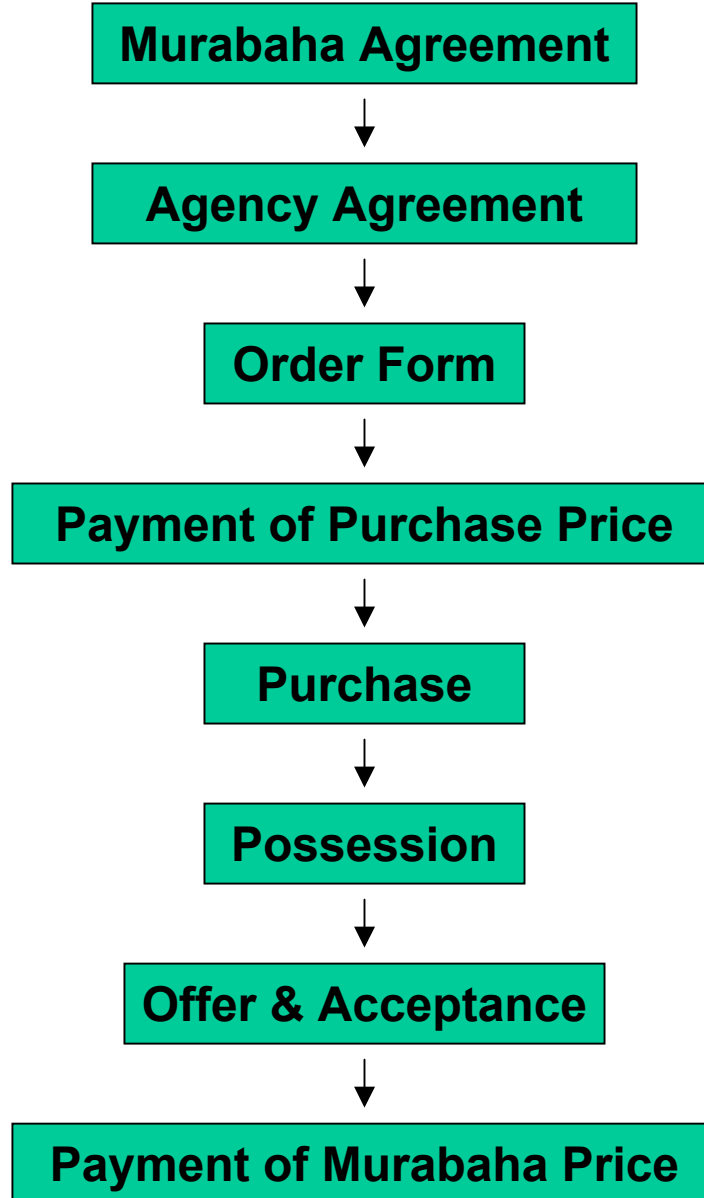 Murabaha Agreement
Agency Agreement
Order Form
Payment of Purchase Price
Purchase
Possession
Offer & Acceptance
Payment of Murabaha Price